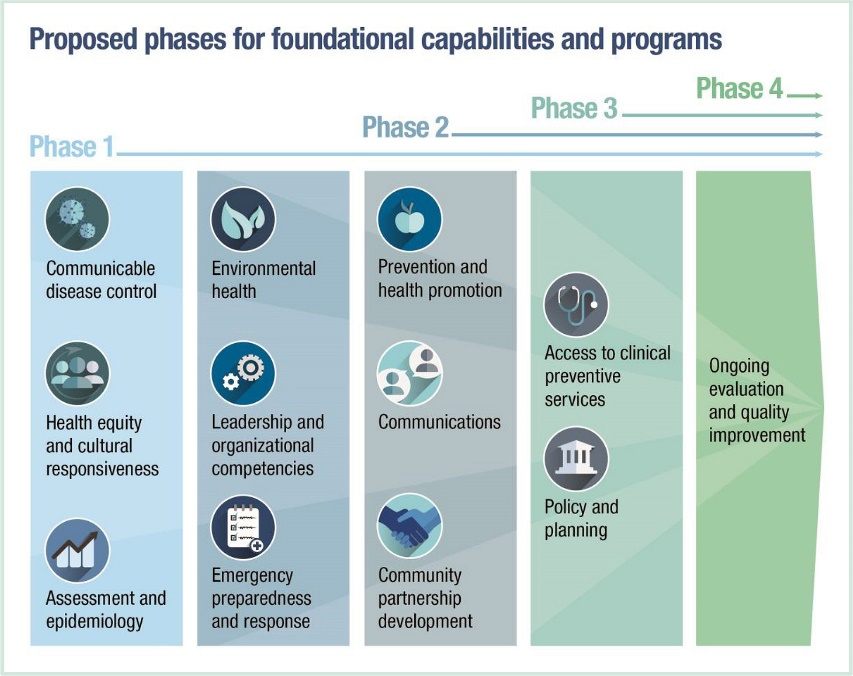 Proposed phases for foundational capabilities and programs
Phase 1
Phase 2
Phase 3
Phase 4
Communicable
disease control
Health equity
and cultural
responsiveness
Assessment and
epidemiology
Environmental
health
Leadership and
organizational
competencies
Emergency
preparedness
and response
Prevention and
health promotion
Communications
Community
partnership
development
Access to clinical
preventive
services
Policy and
planning
Ongoing
evaluation
and quality
improvement